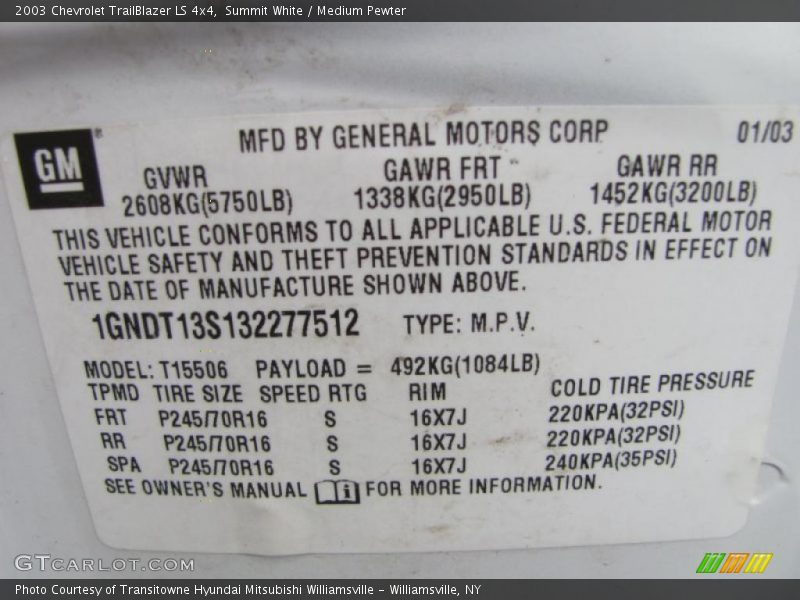 2003 Chevrolet TrailBlazer LS 4x4,  Summit White / Medium Pewter
GM®
MFD BY GENERAL MOTORS CORP 01/03
GVWR GAWR FRT GAWR RR
2608KG(5750LB) 1338KG(2950LB) 1452KG(3200LB)
THIS VEHICLE CONFORMS TO ALL APPLICABLE U.S. FEDERAL MOTOR
VEHICLE SAFETY AND THEFT PREVENTION STANDARDS IN EFFECT ON
THE DATE OF MANUFACTURE SHOWN ABOVE.
1GNDT13S132277512 TYPE: M.P.V.
MODEL: T15506 PAYLOAD = 492KG(1084LB)
TPMD TIRE SIZE SPEED RTG RIM COLD TIRE PRESSURE
FRT P245/70R16 S 16X7J 220KPA(32PSI)
RR P245/70R16 S 16X7J 220KPA(32PSI)
SPA P245/70R16 S 16X7J 240KPA(35PSI)
SEE OWNER'S MANUAL i FOR MORE INFORMATION.
GTCARLOT.COM
Photo Courtesy of Transitowne Hyundai Mitsubishi Williamsville – Williamsville, NY